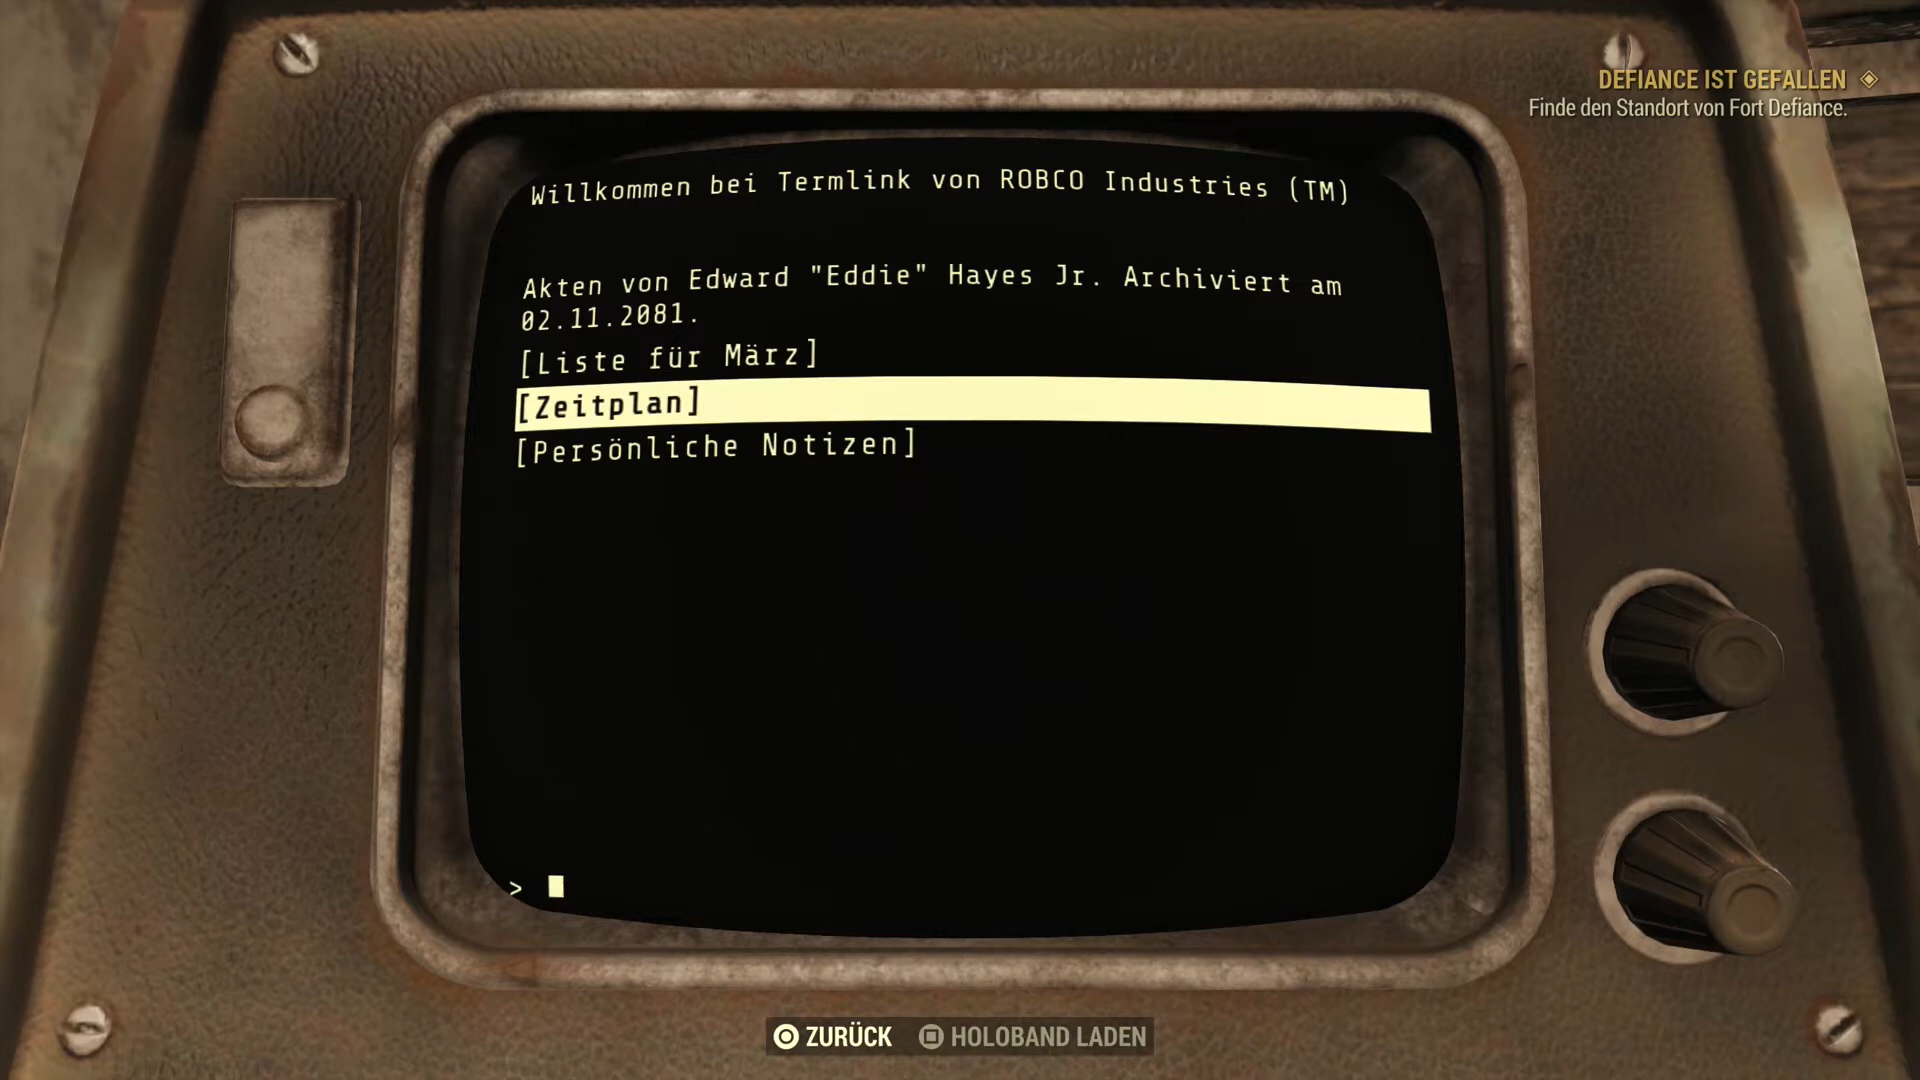 DEFIANCE IST GEFALLEN
Finde den Standort von Fort Defiance.
Willkommen bei Termlink von ROBCO Industries (TM)
Akten von Edward "Eddie" Hayes Jr. Archiviert am
02.11.2081.
[Liste für März]
[Zeitplan]
[Persönliche Notizen]
>
ZURÜCK HOLOBAND LADEN